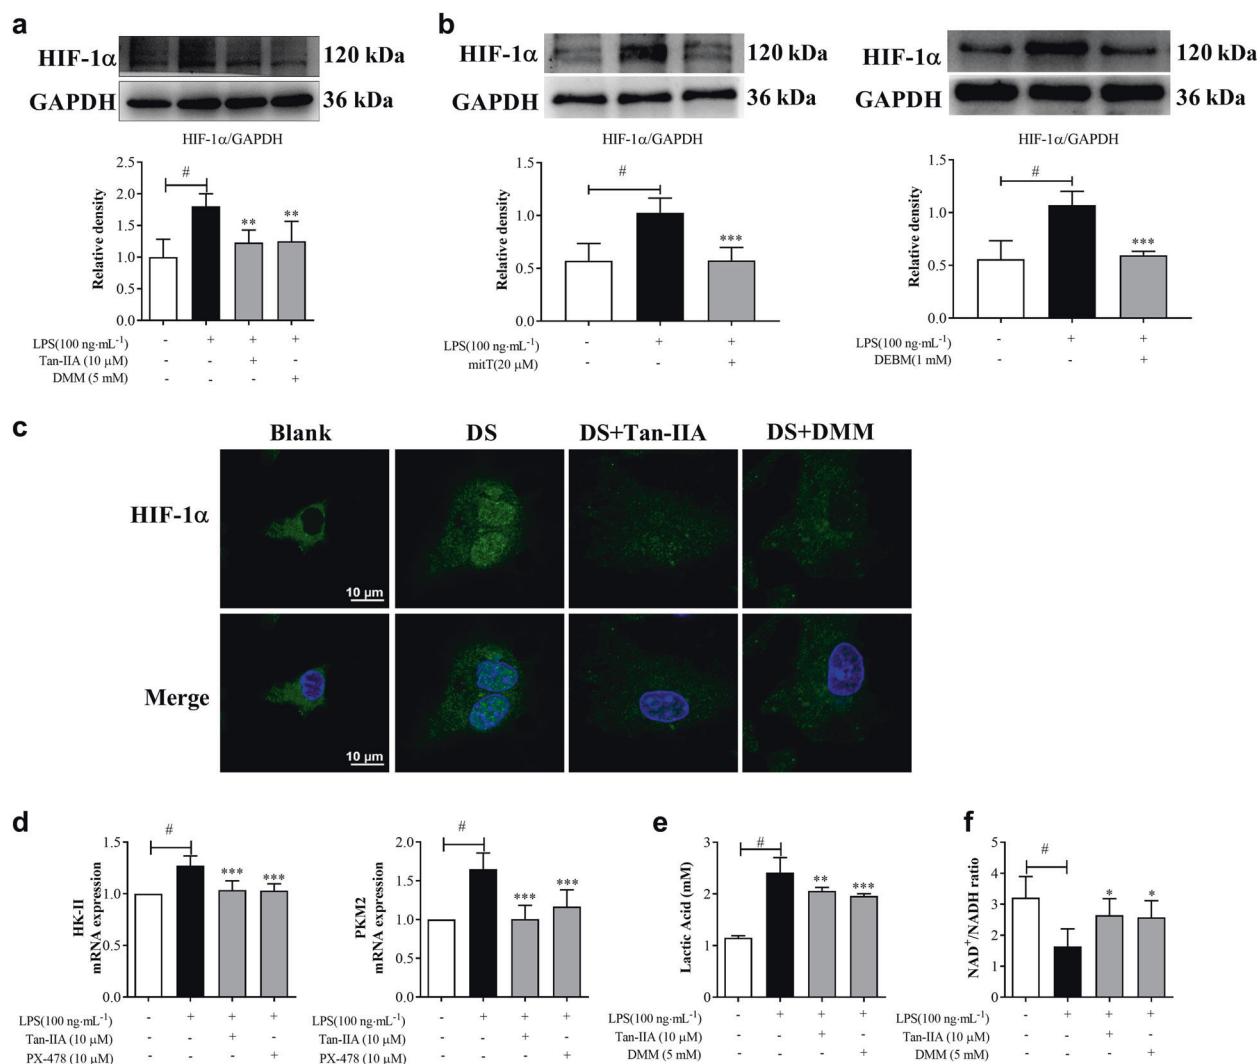 a
HIF-1α 120 kDa
GAPDH 36 kDa
HIF-1α/GAPDH
Relative density
2.5
2.0
1.5
1.0
0.5
0.0
#
**
**
LPS(100 ng·mL⁻¹) - + + +
Tan-IIA (10 μM) - - + -
DMM (5 mM) - - - +
b
HIF-1α 120 kDa
GAPDH 36 kDa
HIF-1α/GAPDH
Relative density
1.5
1.0
0.5
0.0
#
***
LPS(100 ng·mL⁻¹) - + +
mitT(20 μM) - - +
HIF-1α 120 kDa
GAPDH 36 kDa
HIF-1α/GAPDH
Relative density
1.5
1.0
0.5
0.0
#
***
LPS(100 ng·mL⁻¹) - + +
DEBM(1 mM) - - +
c
Blank DS DS+Tan-IIA DS+DMM
HIF-1α
10 μm
Merge
10 μm
d
HK-II
mRNA expression
1.5
1.0
0.5
0.0
#
***
***
LPS(100 ng·mL⁻¹) - + + +
Tan-IIA (10 μM) - - + -
PX-478 (10 μM) - - - +
PKM2
mRNA expression
2.0
1.5
1.0
0.5
0.0
#
***
***
LPS(100 ng·mL⁻¹) - + + +
Tan-IIA (10 μM) - - + -
PX-478 (10 μM) - - - +
e
Lactic Acid (mM)
3
2
1
0
#
**
***
LPS(100 ng·mL⁻¹) - + + +
Tan-IIA (10 μM) - - + -
DMM (5 mM) - - - +
f
NAD⁺/NADH ratio
5
4
3
2
1
0
#
*
*
LPS(100 ng·mL⁻¹) - + + +
Tan-IIA (10 μM) - - + -
DMM (5 mM) - - - +